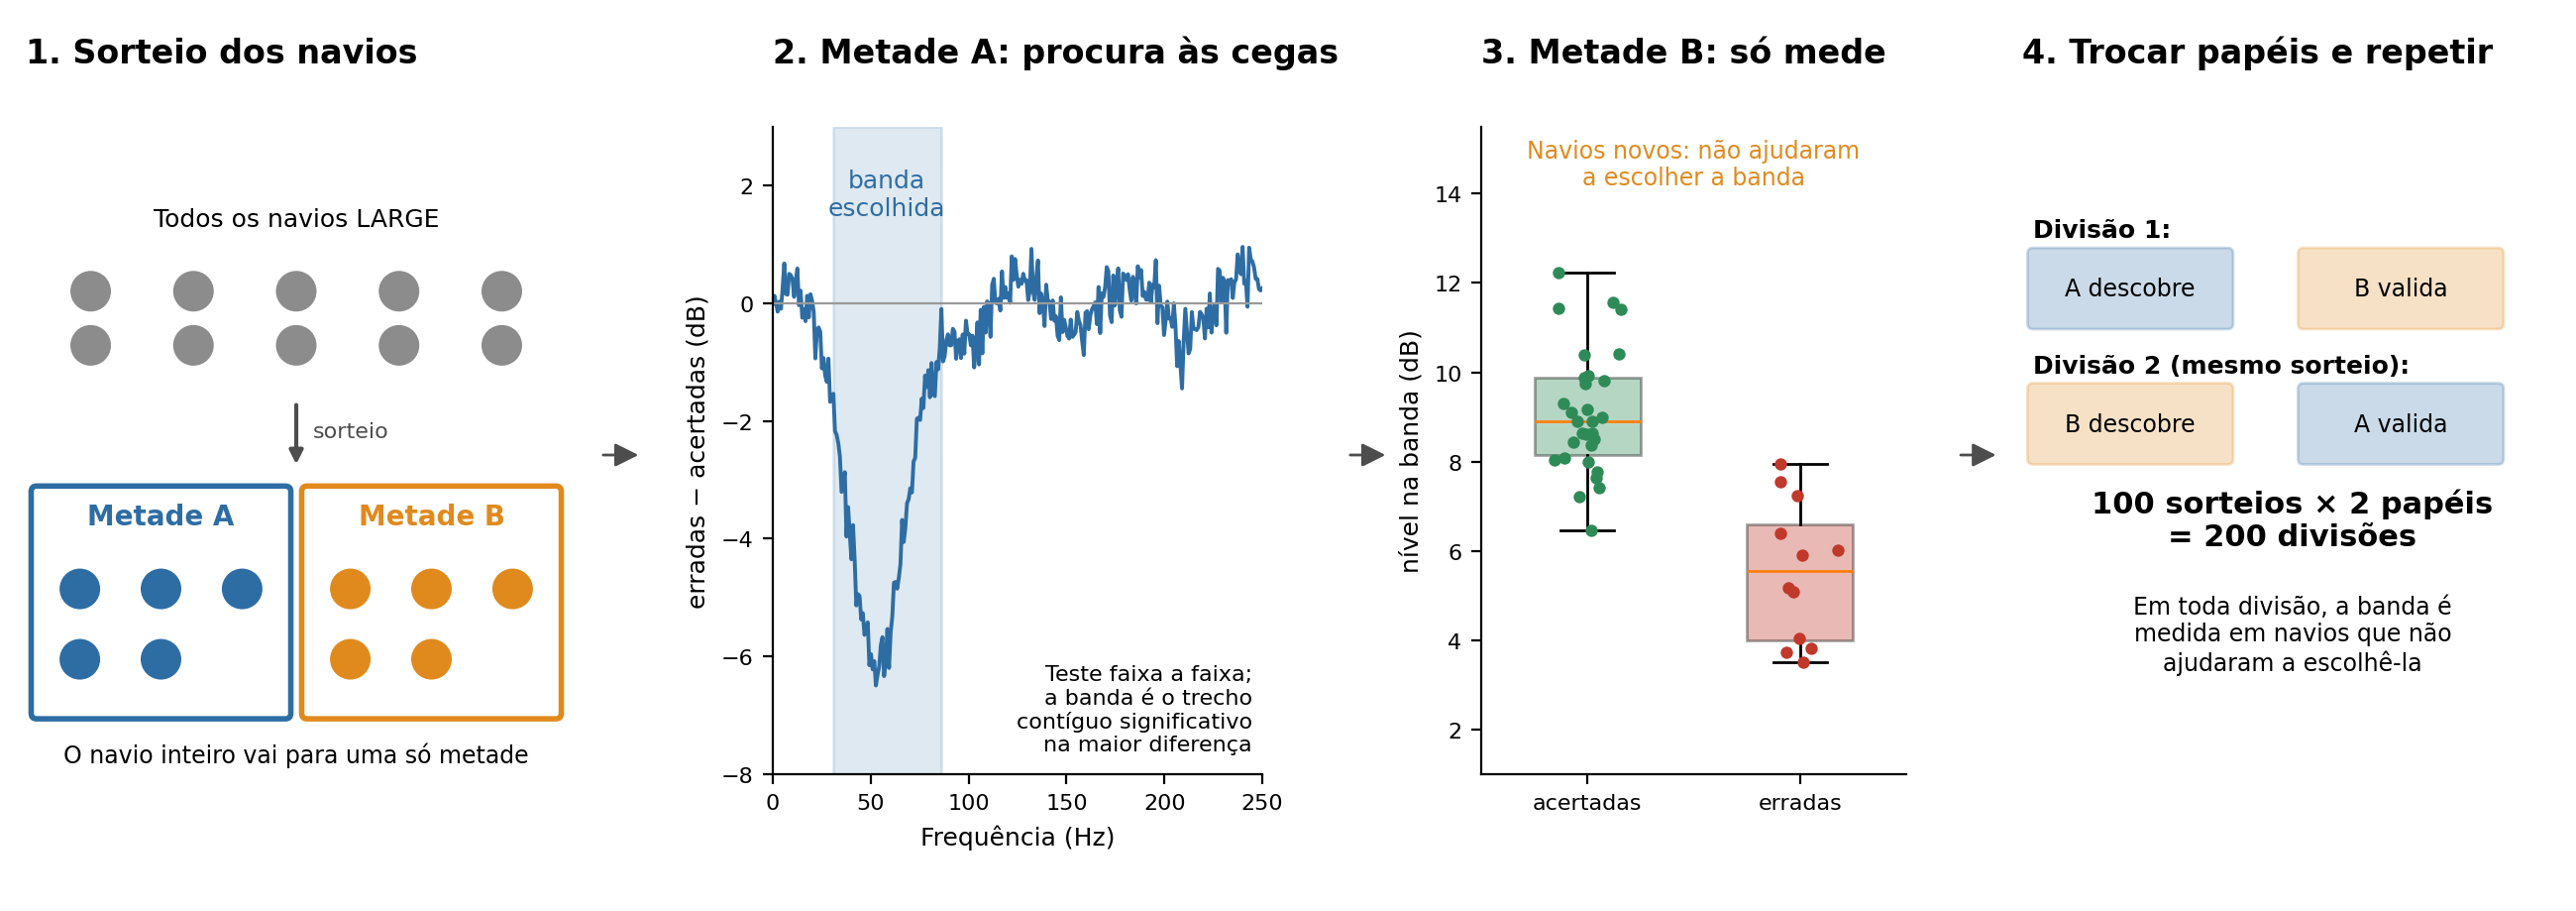 1. Sorteio dos navios
Todos os navios LARGE
sorteio
Metade A
Metade B
O navio inteiro vai para uma só metade
2. Metade A: procura às cegas
erradas − acertadas (dB)
2
0
−2
−4
−6
−8
banda
escolhida
Teste faixa a faixa;
a banda é o trecho
contíguo significativo
na maior diferença
0
50
100
150
200
250
Frequência (Hz)
3. Metade B: só mede
nível na banda (dB)
Navios novos: não ajudaram
a escolher a banda
14
12
10
8
6
4
2
acertadas
erradas
4. Trocar papéis e repetir
Divisão 1:
A descobre
B valida
Divisão 2 (mesmo sorteio):
B descobre
A valida
100 sorteios × 2 papéis
= 200 divisões
Em toda divisão, a banda é
medida em navios que não
ajudaram a escolhê-la